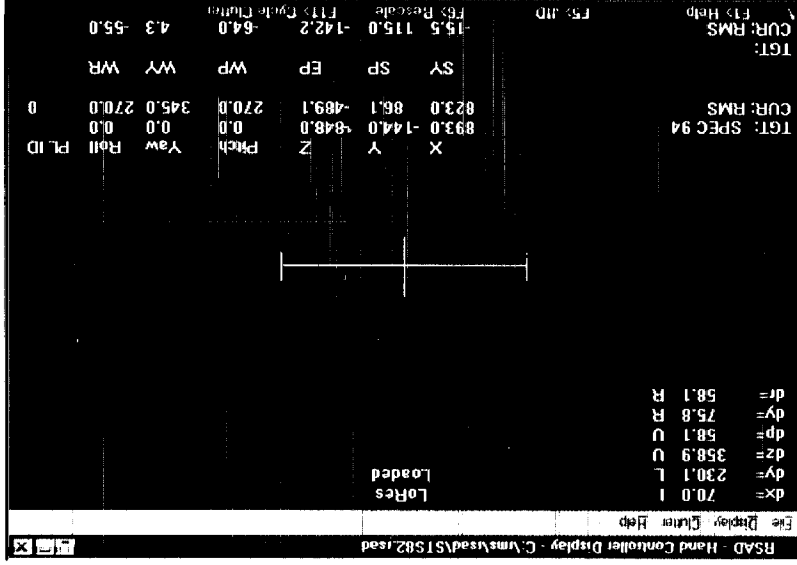 RSAD - Hand Controller Display - C:\vms\rsad\STS82.rsad
File Display Clutter Help
dx= 70.0 I LoRes
dy= 230.1 L Loaded
dz= 358.9 U
dp= 58.1 U
dy= 75.8 R
dr= 58.1 R
X Y Z Pitch Yaw Roll PL ID
TGT: SPEC 94 893.0 -144.0 -848.0 0.0 0.0 0.0
CUR: RMS 823.0 86.1 -489.1 270.0 345.0 270.0 0
SY SP EP WP WY WR
TGT:
CUR: RMS -15.5 115.0 -142.2 -64.0 4.3 -55.0
F1> Help F5> JID F6> Rescale F11> Cycle Clutter